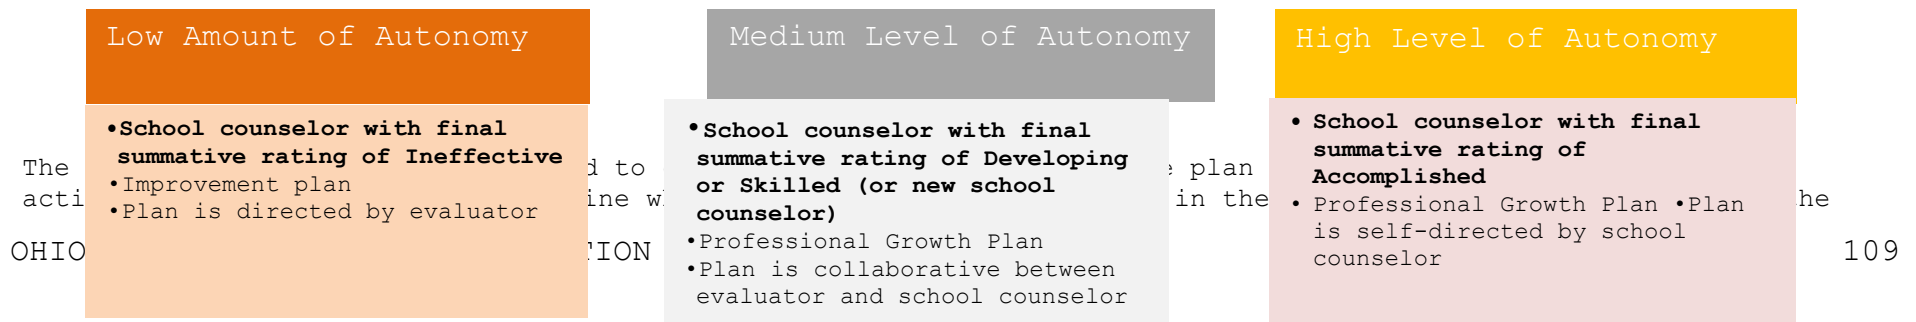 Low Amount of Autonomy
•School counselor with final
summative rating of Ineffective
•Improvement plan
•Plan is directed by evaluator
Medium Level of Autonomy
•School counselor with final
summative rating of Developing
or Skilled (or new school
counselor)
•Professional Growth Plan
•Plan is collaborative between
evaluator and school counselor
High Level of Autonomy
• School counselor with final
summative rating of
Accomplished
• Professional Growth Plan •Plan
is self-directed by school
counselor
The d to plan
in the
OHIO 109